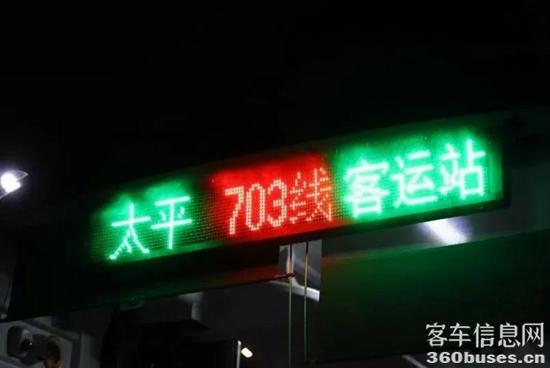 太平 703线 客运站
客车信息网
360buses.cn